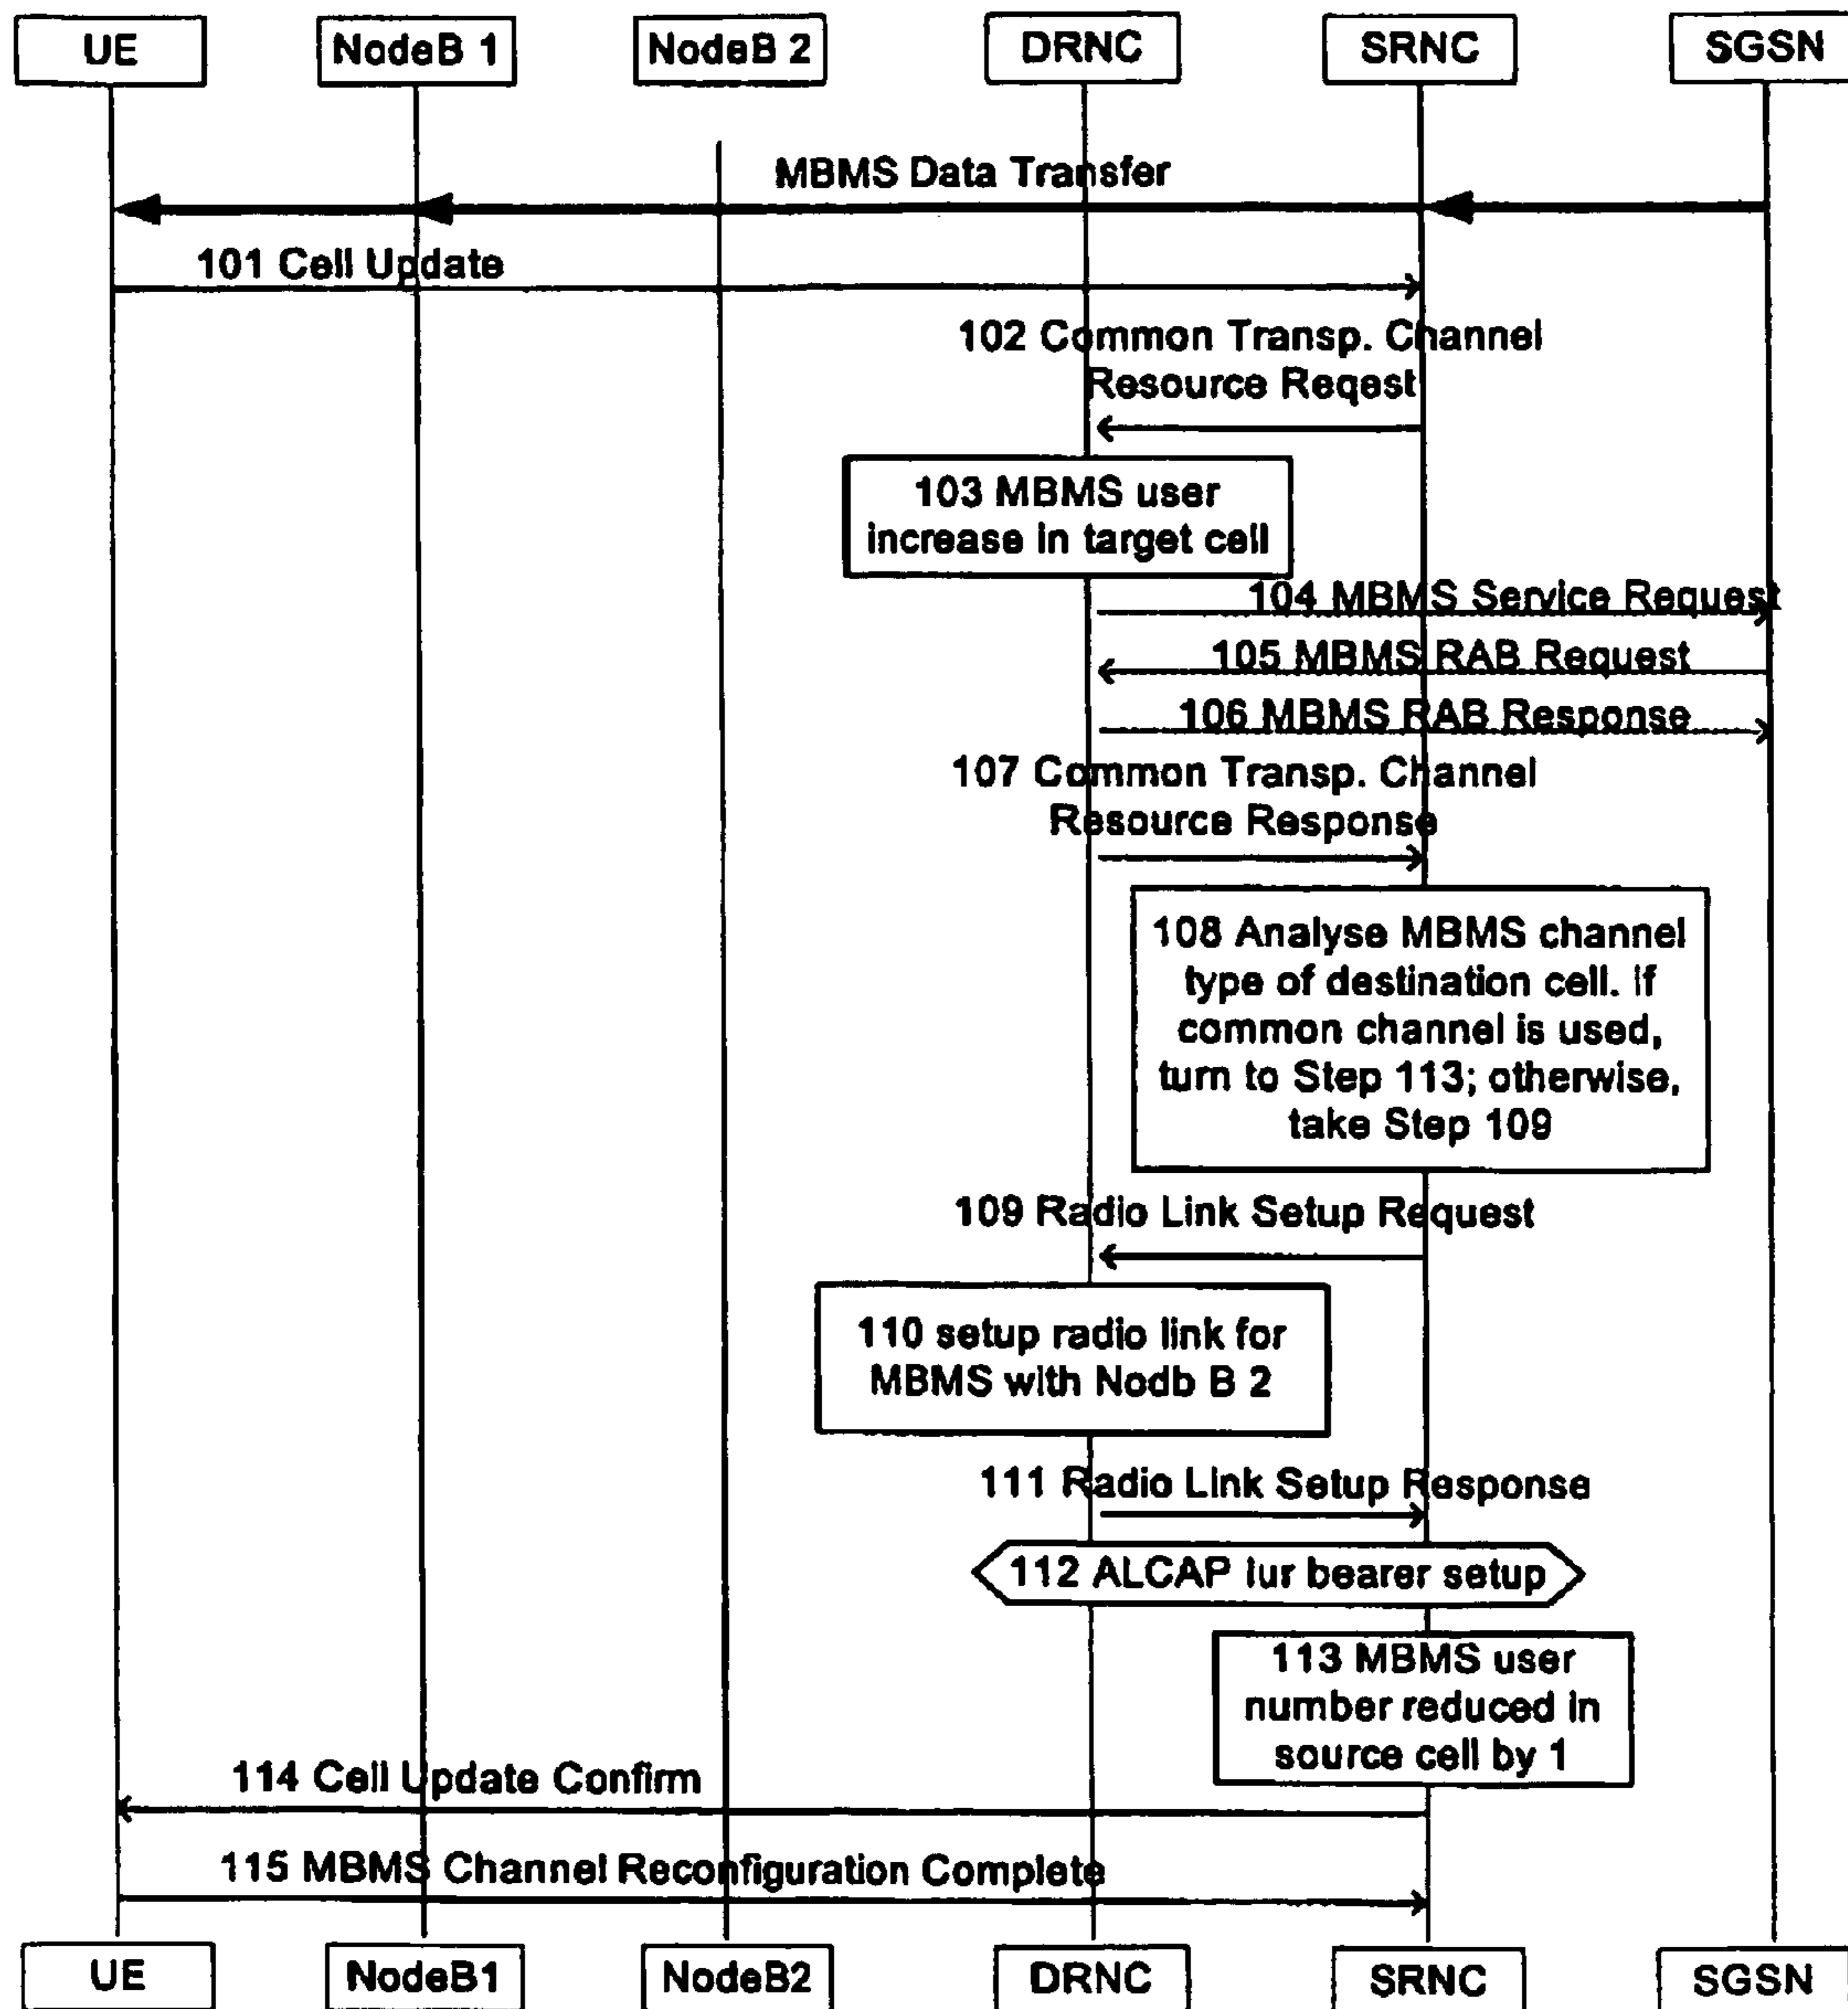 UE
NodeB 1
NodeB 2
DRNC
SRNC
SGSN
MBMS Data Transfer
101 Cell Update
102 Common Transp. Channel
Resource Reqest
103 MBMS user
increase in target cell
104 MBMS Service Request
105 MBMS RAB Request
106 MBMS RAB Response
107 Common Transp. Channel
Resource Response
108 Analyse MBMS channel
type of destination cell. If
common channel is used,
turn to Step 113; otherwise,
take Step 109
109 Radio Link Setup Request
110 setup radio link for
MBMS with Nodb B 2
111 Radio Link Setup Response
112 ALCAP Iur bearer setup
113 MBMS user
number reduced in
source cell by 1
114 Cell Update Confirm
115 MBMS Channel Reconfiguration Complete
UE
NodeB1
NodeB2
DRNC
SRNC
SGSN